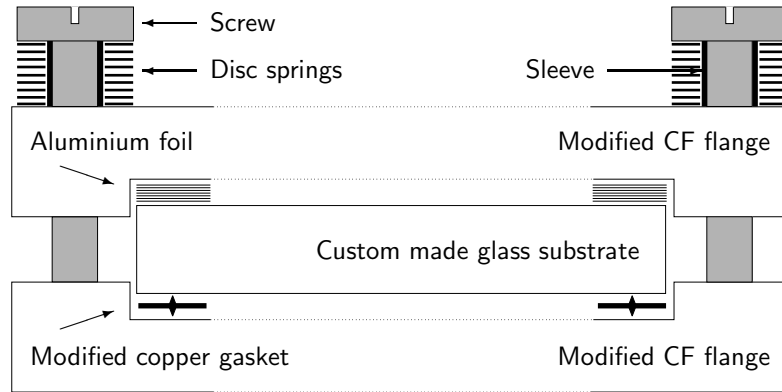 Screw
Disc springs
Sleeve
Aluminium foil
Modified CF flange
Custom made glass substrate
Modified copper gasket
Modified CF flange